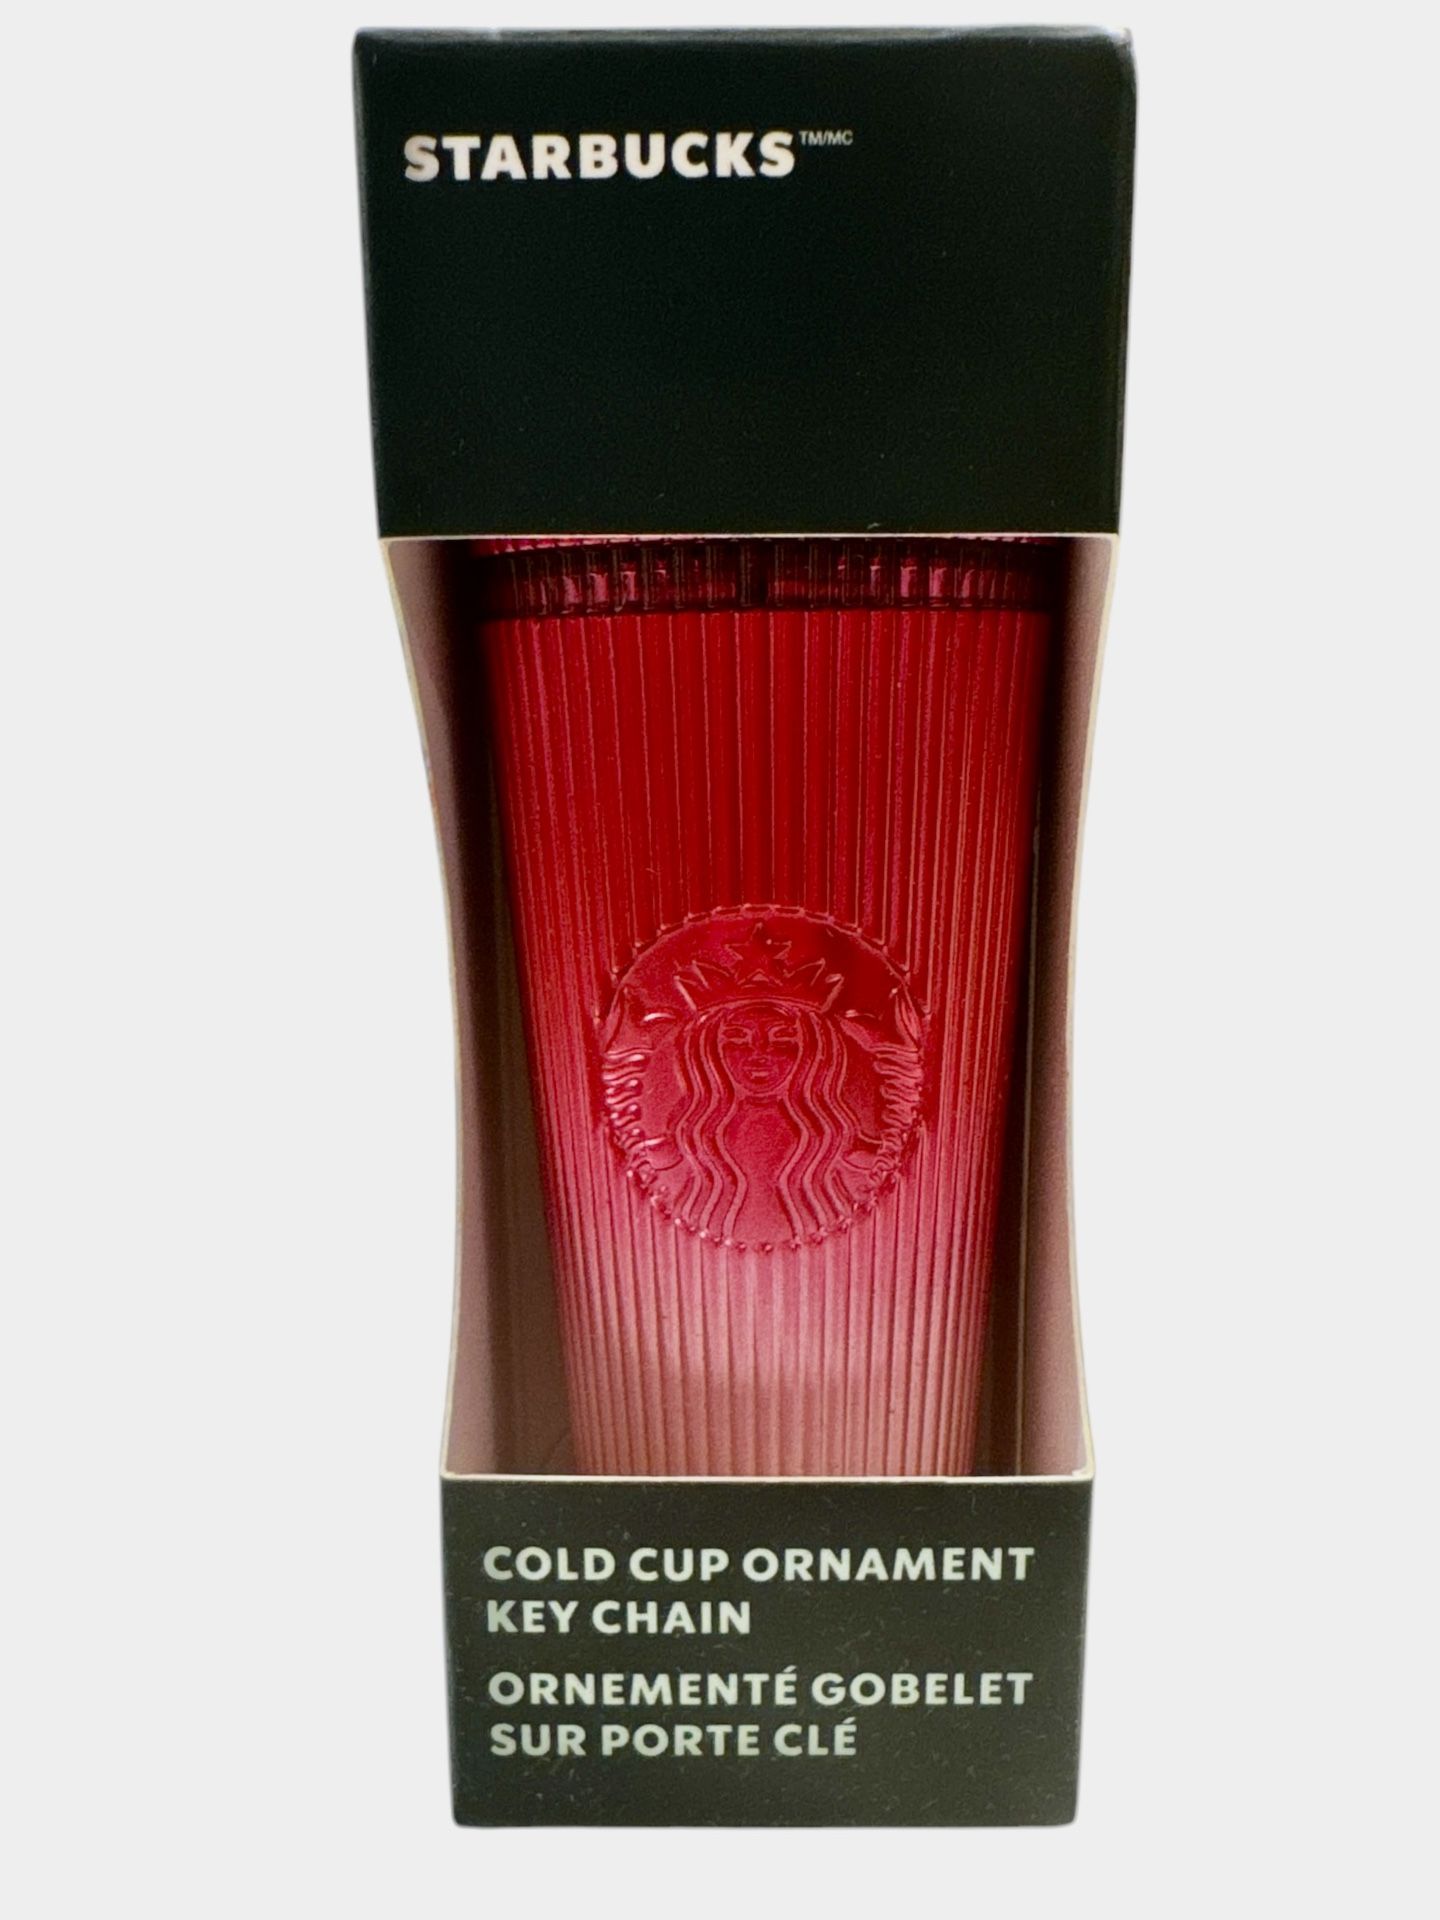 STARBUCKS™/MC
COLD CUP ORNAMENT
KEY CHAIN
ORNEMENTÉ GOBELET
SUR PORTE CLÉ